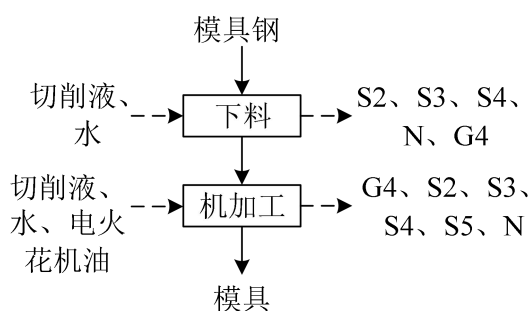 模具钢
切削液、
水
下料
S2、S3、S4、
N、G4
切削液、
水、电火
花机油
机加工
G4、S2、S3、
S4、S5、N
模具